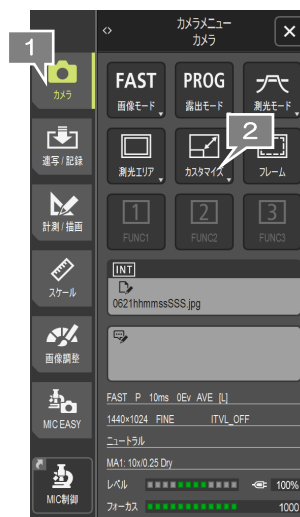 カメラメニュー
カメラ
1
カメラ
FAST
画像モード
PROG
露出モード
測光モード
2
連写/記録
測光エリア
カスタマイズ
フレーム
計測/描画
1
FUNC1
2
FUNC2
3
FUNC3
スケール
INT
0621hhmmssSSS.jpg
画像調整
MIC EASY
FAST P 10ms 0Ev AVE [L]
1440×1024 FINE ITVL_OFF
ニュートラル
MA1: 10x/0.25 Dry
MIC制御
レベル 100%
フォーカス 1000